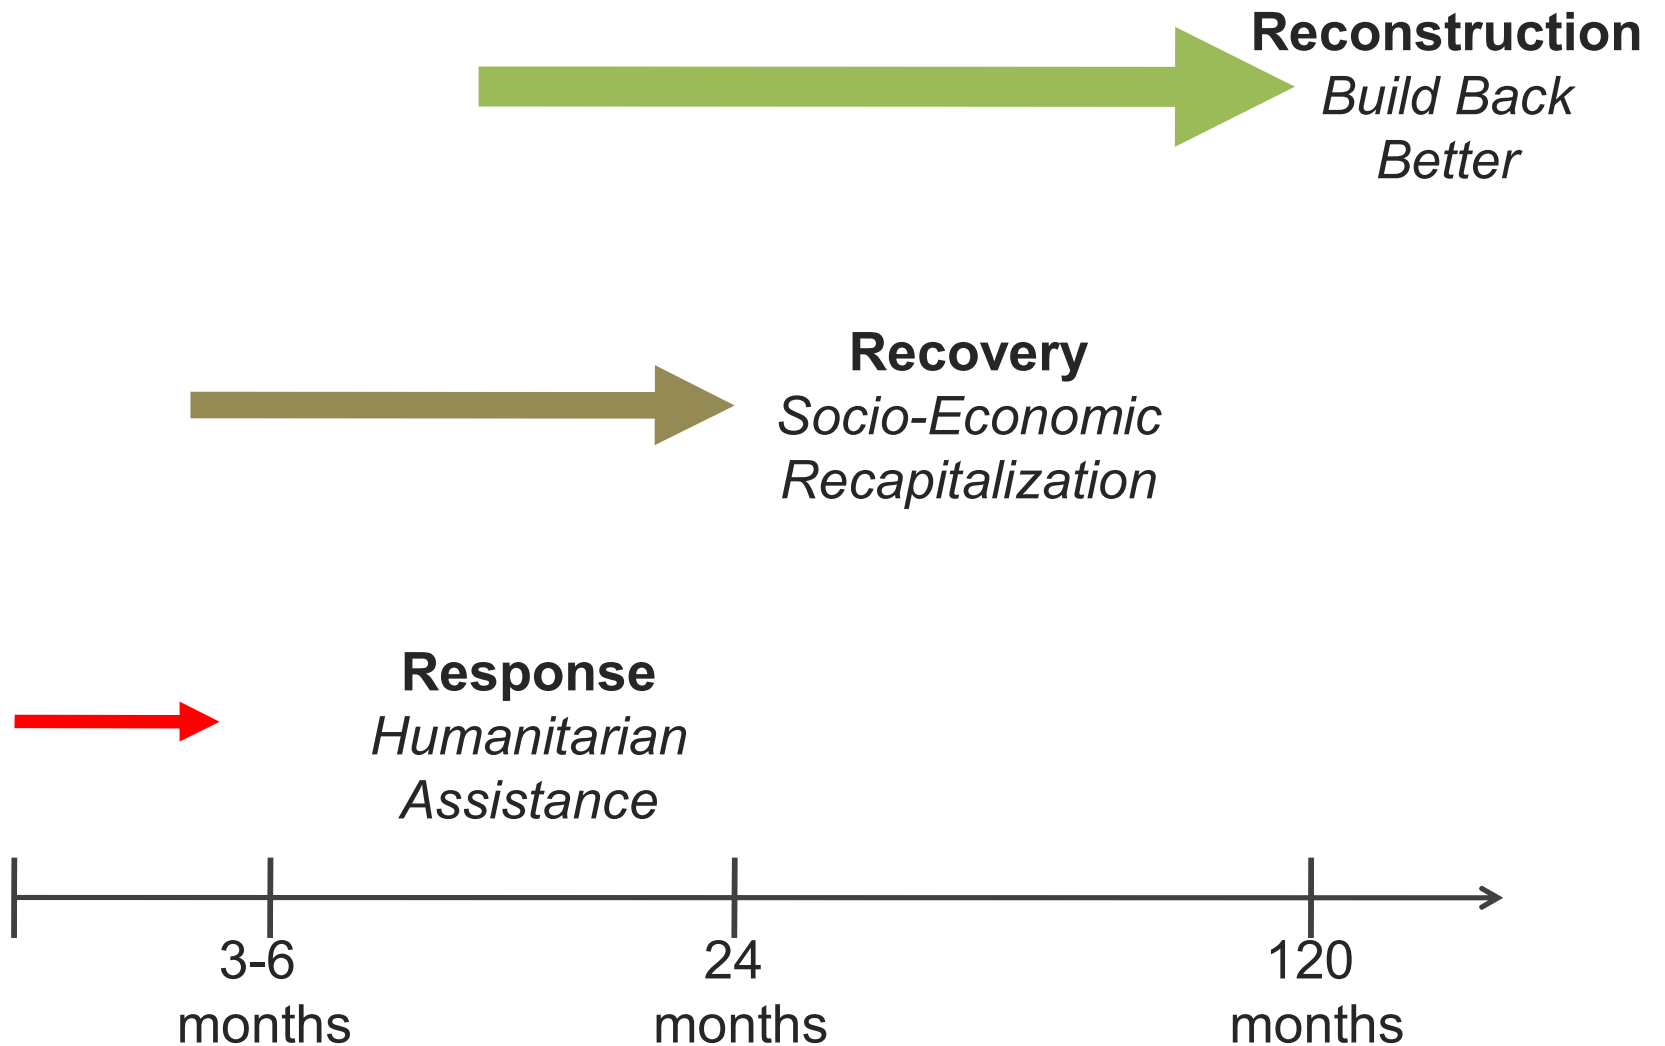 Reconstruction
Build Back
Better
Recovery
Socio-Economic
Recapitalization
Response
Humanitarian
Assistance
3-6
months
24
months
120
months